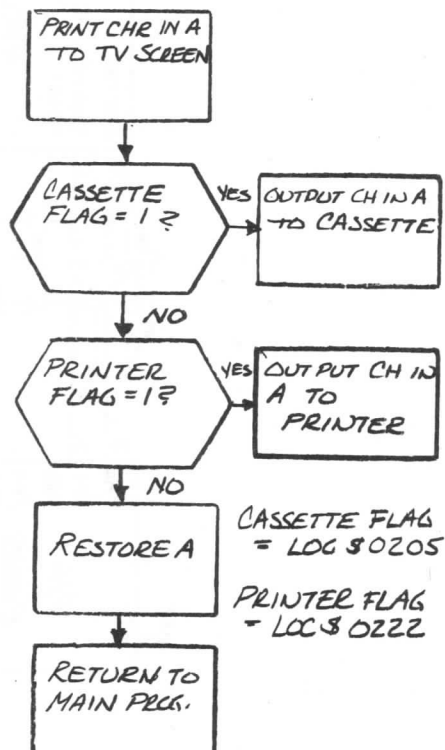 PRINT CHR IN A
TO TV SCREEN
CASSETTE
FLAG = 1 ?
YES
OUTPUT CH IN A
TO CASSETTE
NO
PRINTER
FLAG = 1 ?
YES
OUTPUT CH IN
A TO
PRINTER
NO
RESTORE A
CASSETTE FLAG
= LOC $0205
PRINTER FLAG
= LOC $0222
RETURN TO
MAIN PROG.